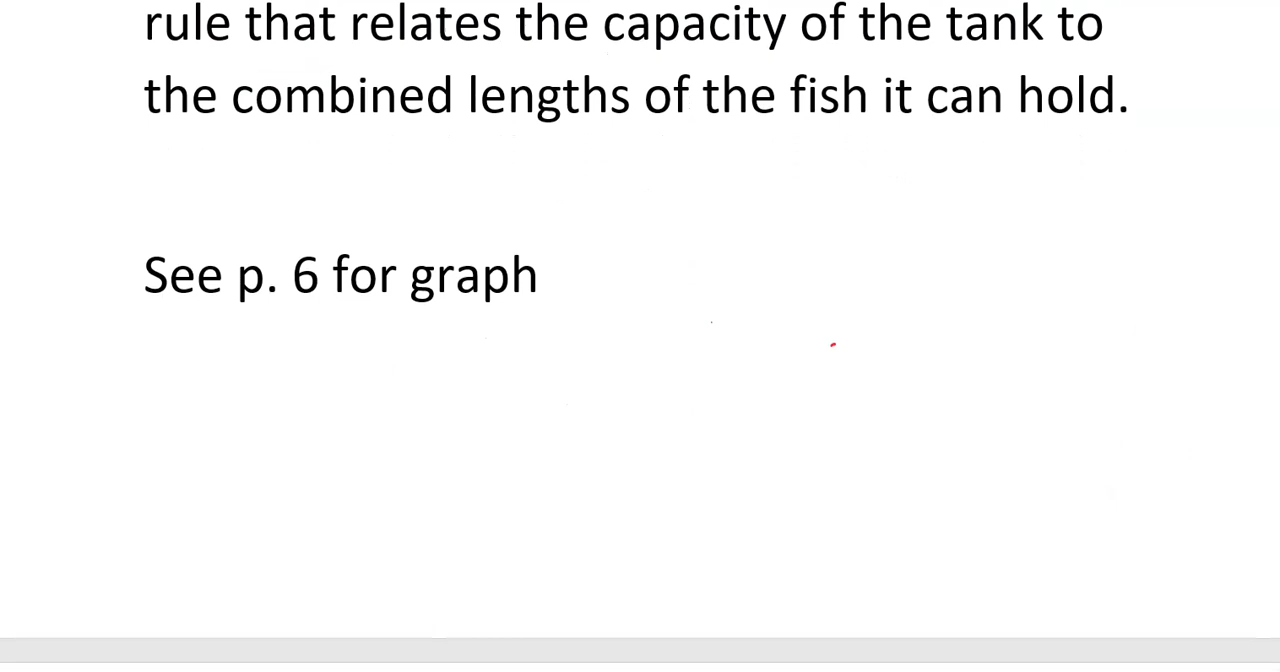 rule that relates the capacity of the tank to
the combined lengths of the fish it can hold.
See p. 6 for graph